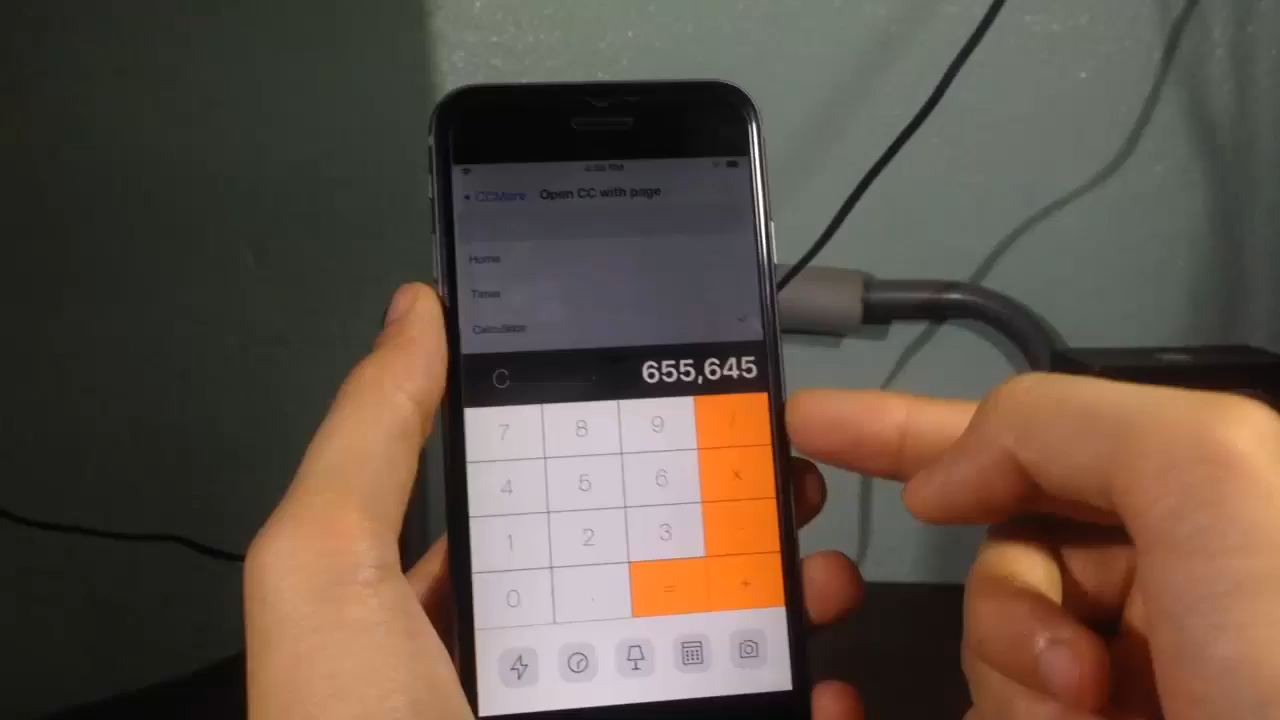 CCMore Open CC with page
Home
Timer
Calculator
C 655,645
7 8 9 /
4 5 6 x
1 2 3 -
0 . = +